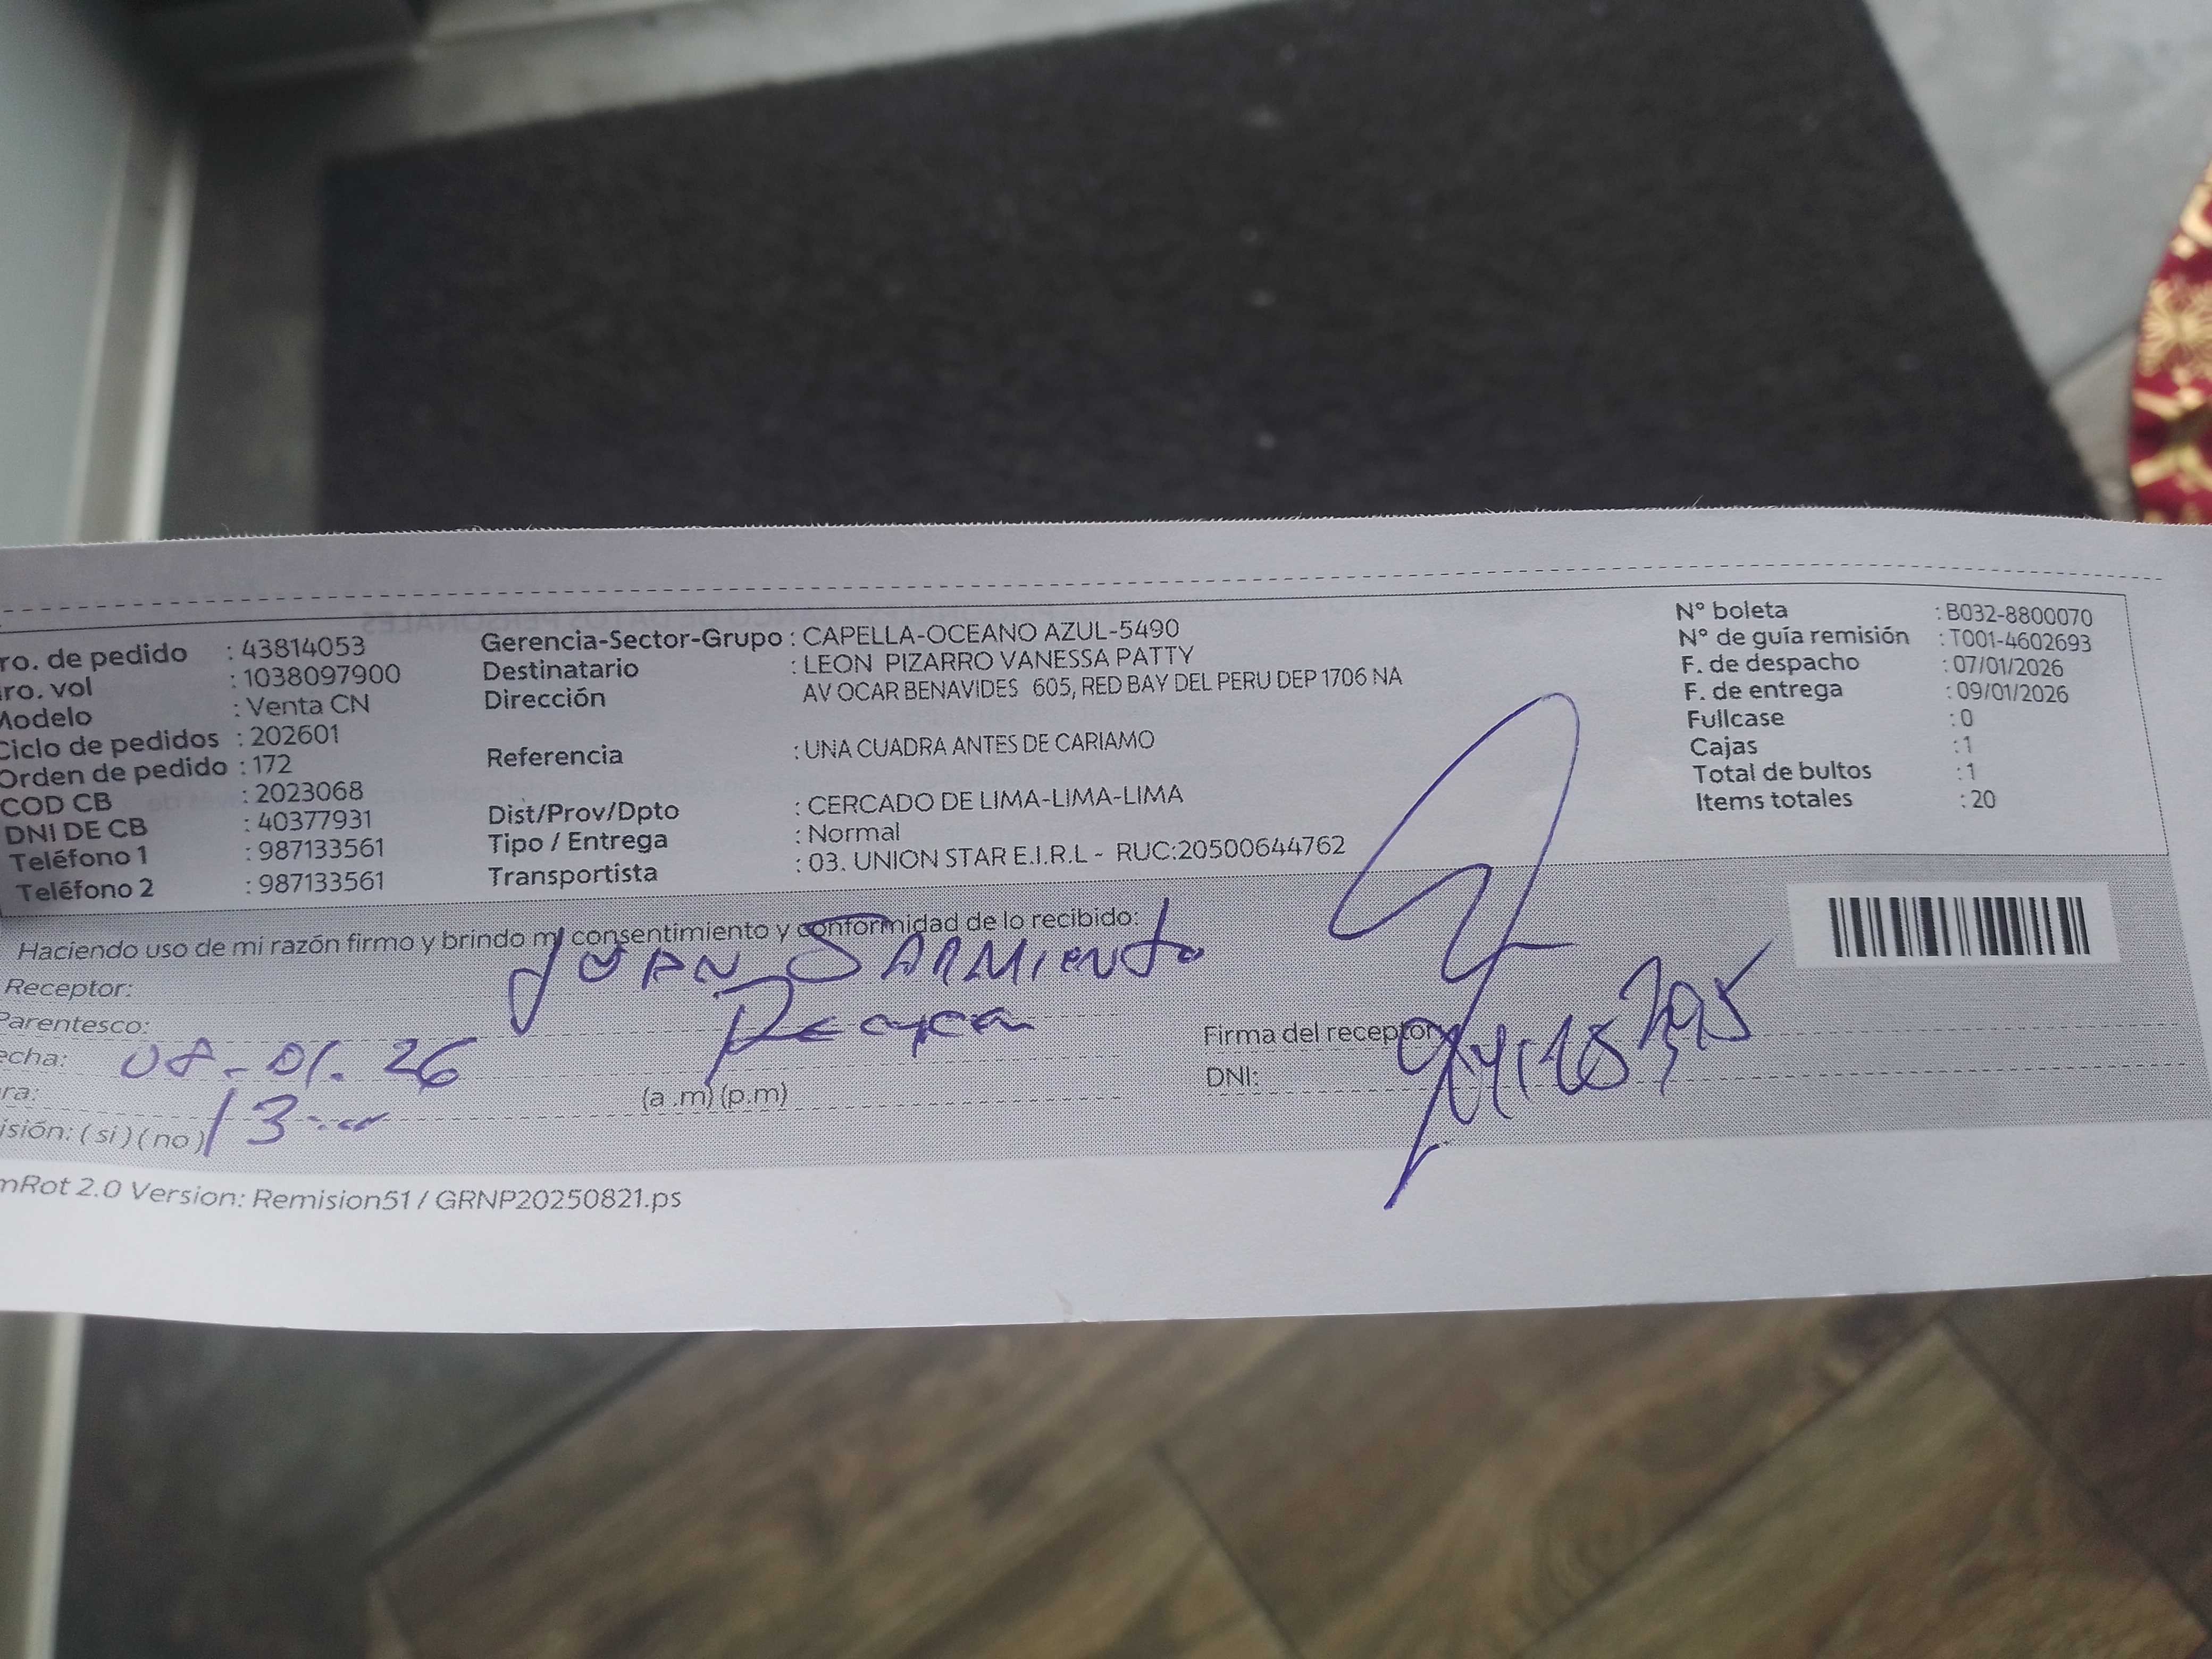 ro. de pedido : 43814053
ro. vol : 1038097900
Modelo : Venta CN
Ciclo de pedidos : 202601
Orden de pedido : 172
COD CB : 2023068
DNI DE CB : 40377931
Teléfono 1 : 987133561
Teléfono 2 : 987133561
Gerencia-Sector-Grupo : CAPELLA-OCEANO AZUL-5490
Destinatario : LEON PIZARRO VANESSA PATTY
Dirección AV OCAR BENAVIDES 605, RED BAY DEL PERU DEP 1706 NA
Referencia : UNA CUADRA ANTES DE CARIAMO
Dist/Prov/Dpto : CERCADO DE LIMA-LIMA-LIMA
Tipo / Entrega : Normal
Transportista : 03. UNION STAR E.I.R.L - RUC:20500644762
N° boleta : B032-8800070
N° de guía remisión : T001-4602693
F. de despacho : 07/01/2026
F. de entrega : 09/01/2026
Fullcase : 0
Cajas : 1
Total de bultos : 1
Items totales : 20
Haciendo uso de mi razón firmo y brindo mi consentimiento y conformidad de lo recibido:
Receptor: JUAN SARMIENTO
Parentesco:
echa: 08-01.26
ra: 13 (a .m) (p.m)
isión: ( si ) ( no )
Firma del receptor
DNI:
mRot 2.0 Version: Remision51 / GRNP20250821.ps